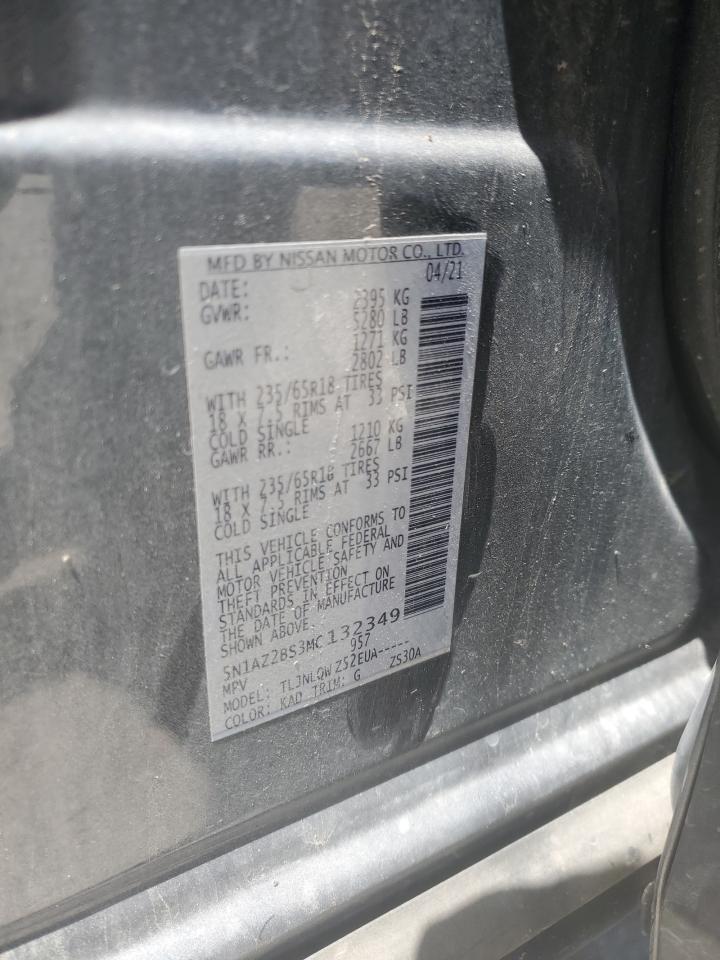 MFD BY NISSAN MOTOR CO., LTD.
DATE: 04/21
GVWR: 2395 KG
5280 LB
GAWR FR.: 1271 KG
2802 LB
WITH 235/65R18 TIRES
18 X 7.5 RIMS AT 33 PSI
COLD SINGLE
GAWR RR.: 1210 KG
2667 LB
WITH 235/65R18 TIRES
18 X 7.5 RIMS AT 33 PSI
COLD SINGLE
THIS VEHICLE CONFORMS TO
ALL APPLICABLE FEDERAL
MOTOR VEHICLE SAFETY AND
THEFT PREVENTION
STANDARDS IN EFFECT ON
THE DATE OF MANUFACTURE
SHOWN ABOVE.
5N1AZ2BS3MC132349
MPV 957
MODEL: TLJNLQWZ52EUA-----
COLOR: KAD TRIM: G ZS30A